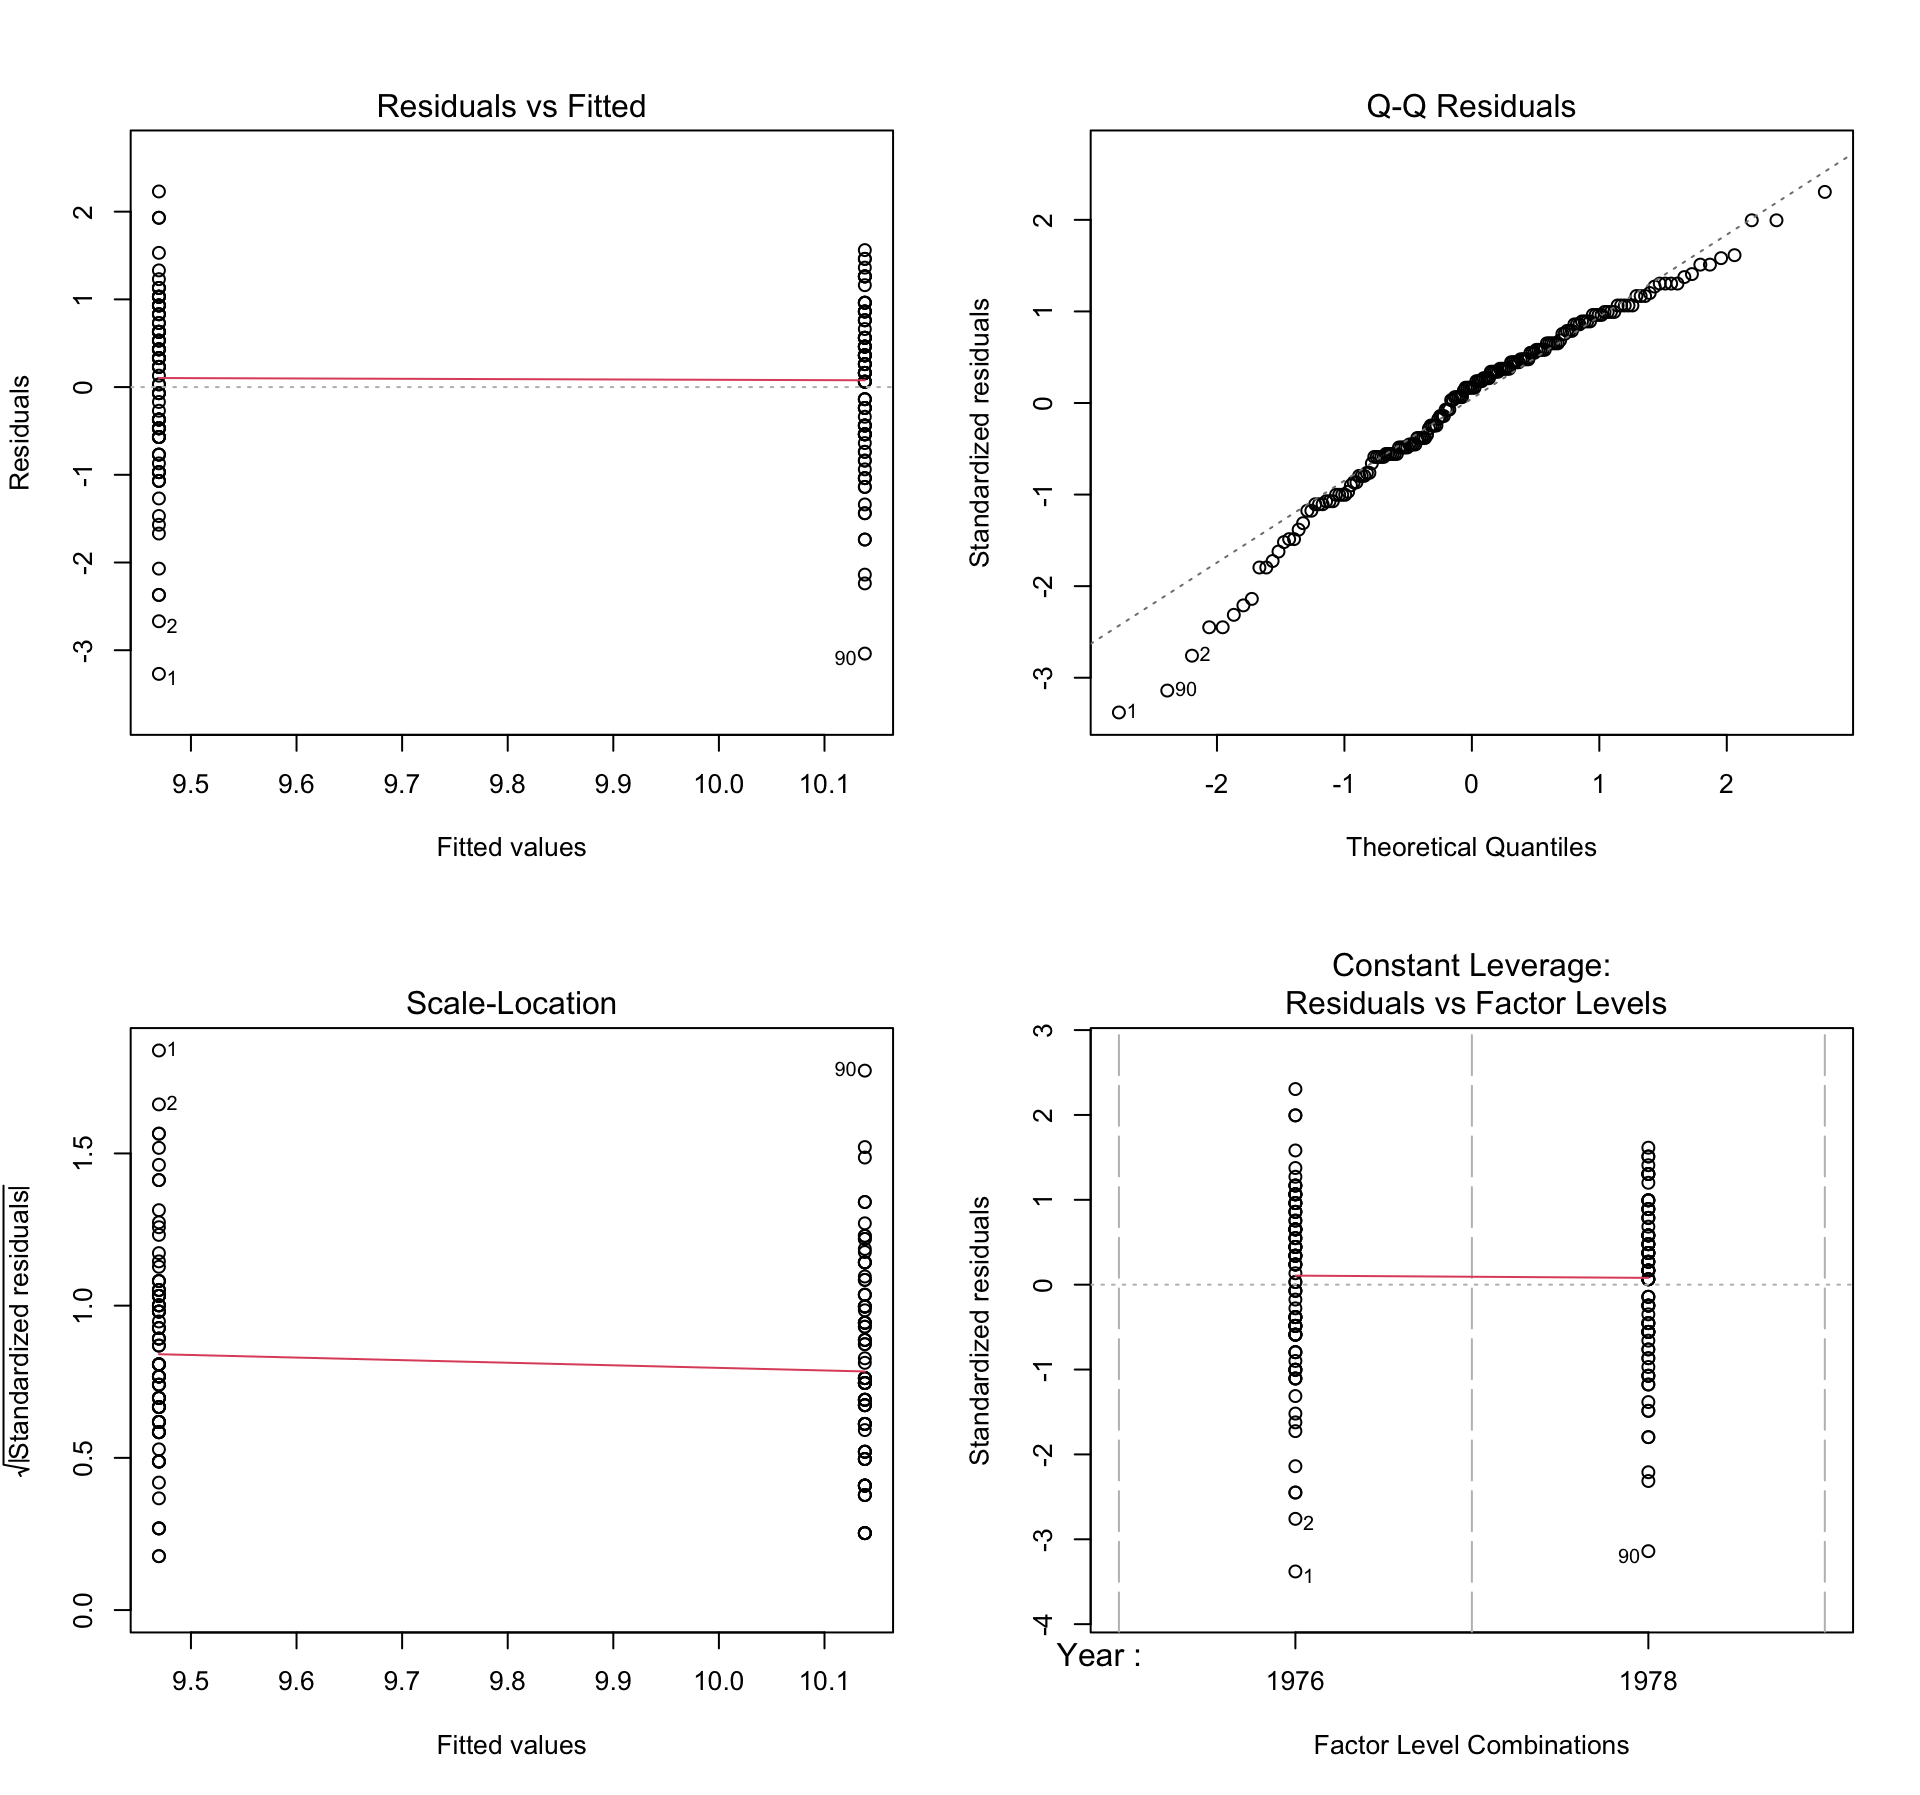 Residuals vs Fitted
Residuals
2
1
0
-1
-2
-3
2
1
90
9.5 9.6 9.7 9.8 9.9 10.0 10.1
Fitted values
Q-Q Residuals
Standardized residuals
2
1
0
-1
-2
-3
2
90
1
-2 -1 0 1 2
Theoretical Quantiles
Scale-Location
√|Standardized residuals|
1.5
1.0
0.5
0.0
1
2
90
9.5 9.6 9.7 9.8 9.9 10.0 10.1
Fitted values
Constant Leverage:
Residuals vs Factor Levels
Standardized residuals
3
2
1
0
-1
-2
-3
-4
2
1
90
Year :
1976 1978
Factor Level Combinations